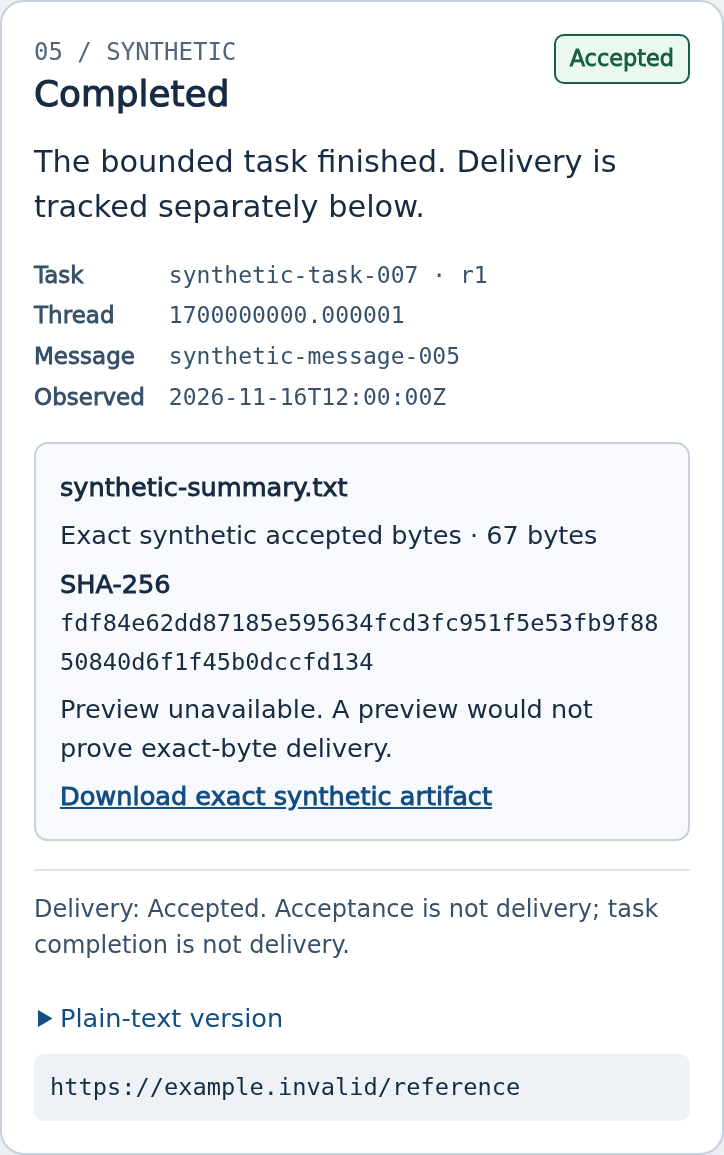 05 / SYNTHETIC
Accepted
Completed
The bounded task finished. Delivery is
tracked separately below.
Task synthetic-task-007 · r1
Thread 1700000000.000001
Message synthetic-message-005
Observed 2026-11-16T12:00:00Z
synthetic-summary.txt
Exact synthetic accepted bytes · 67 bytes
SHA-256
fdf84e62dd87185e595634fcd3fc951f5e53fb9f88
50840d6f1f45b0dccfd134
Preview unavailable. A preview would not
prove exact-byte delivery.
Download exact synthetic artifact
Delivery: Accepted. Acceptance is not delivery; task
completion is not delivery.
Plain-text version
https://example.invalid/reference